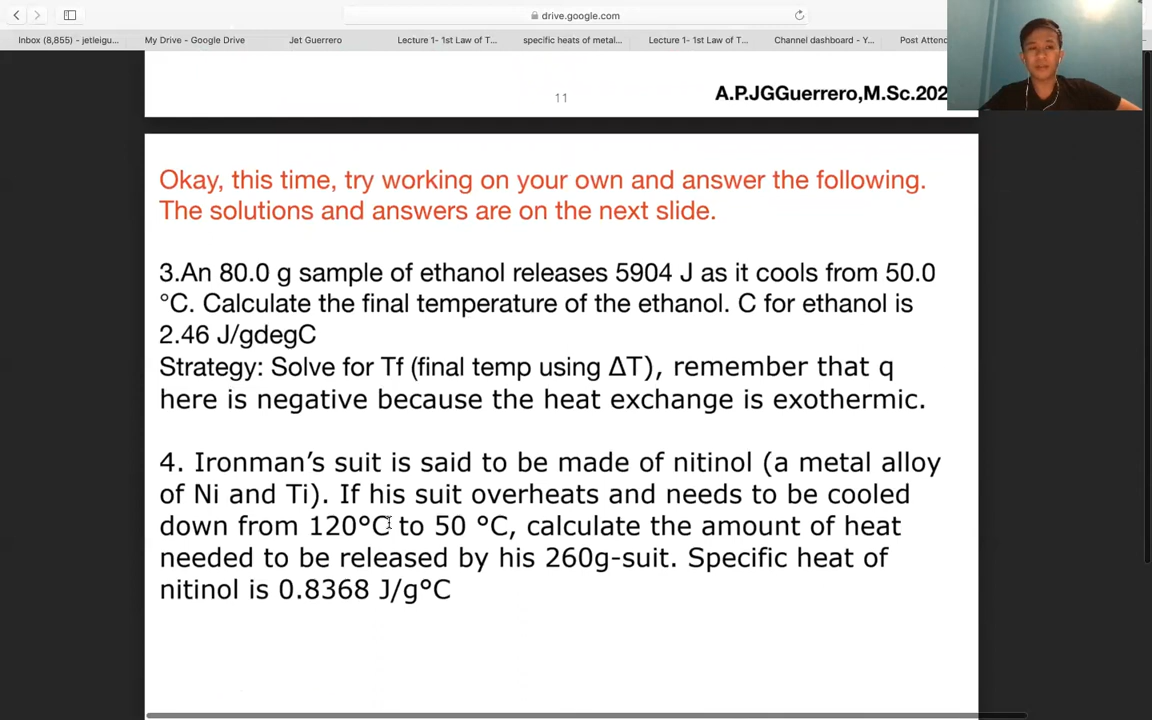 drive.google.com
Inbox (8,855) – jetleigu...
My Drive - Google Drive
Jet Guerrero
Lecture 1- 1st Law of T...
specific heats of metal...
Lecture 1- 1st Law of T...
Channel dashboard - Y...
Post Attend
11
A.P.JGGuerrero,M.Sc.202
Okay, this time, try working on your own and answer the following.
The solutions and answers are on the next slide.
3.An 80.0 g sample of ethanol releases 5904 J as it cools from 50.0
°C. Calculate the final temperature of the ethanol. C for ethanol is
2.46 J/gdegC
Strategy: Solve for Tf (final temp using ΔT), remember that q
here is negative because the heat exchange is exothermic.
4. Ironman’s suit is said to be made of nitinol (a metal alloy
of Ni and Ti). If his suit overheats and needs to be cooled
down from 120°C to 50 °C, calculate the amount of heat
needed to be released by his 260g-suit. Specific heat of
nitinol is 0.8368 J/g°C